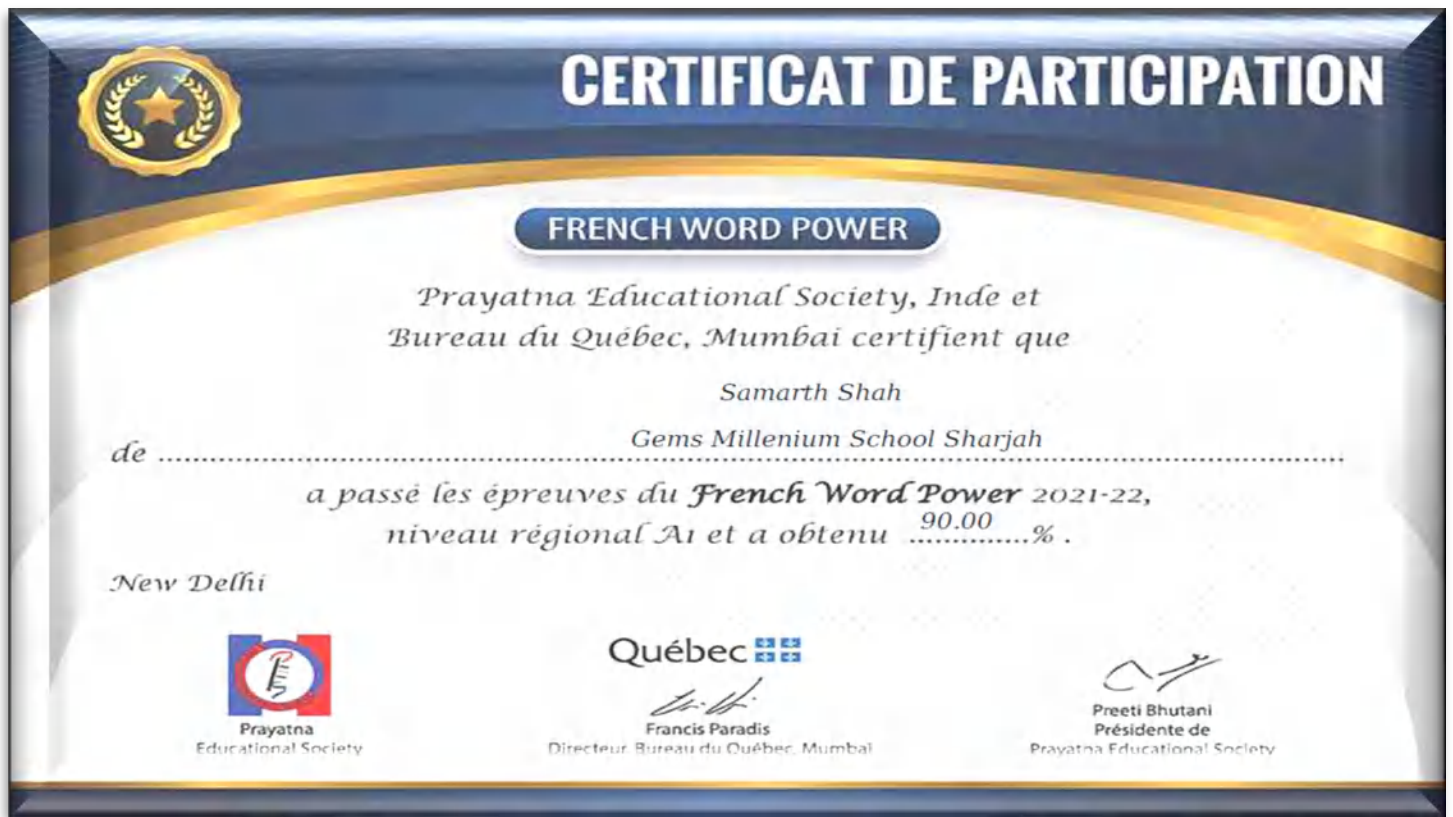 CERTIFICAT DE PARTICIPATION
FRENCH WORD POWER
Prayatna Educational Society, Inde et
Bureau du Québec, Mumbai certifient que
Samarth Shah
de Gems Millenium School Sharjah
a passé les épreuves du French Word Power 2021-22,
niveau régional A1 et a obtenu 90.00 % .
New Delhi
Prayatna
Educational Society
Québec
Francis Paradis
Directeur, Bureau du Québec, Mumbai
Preeti Bhutani
Présidente de
Prayatna Educational Society